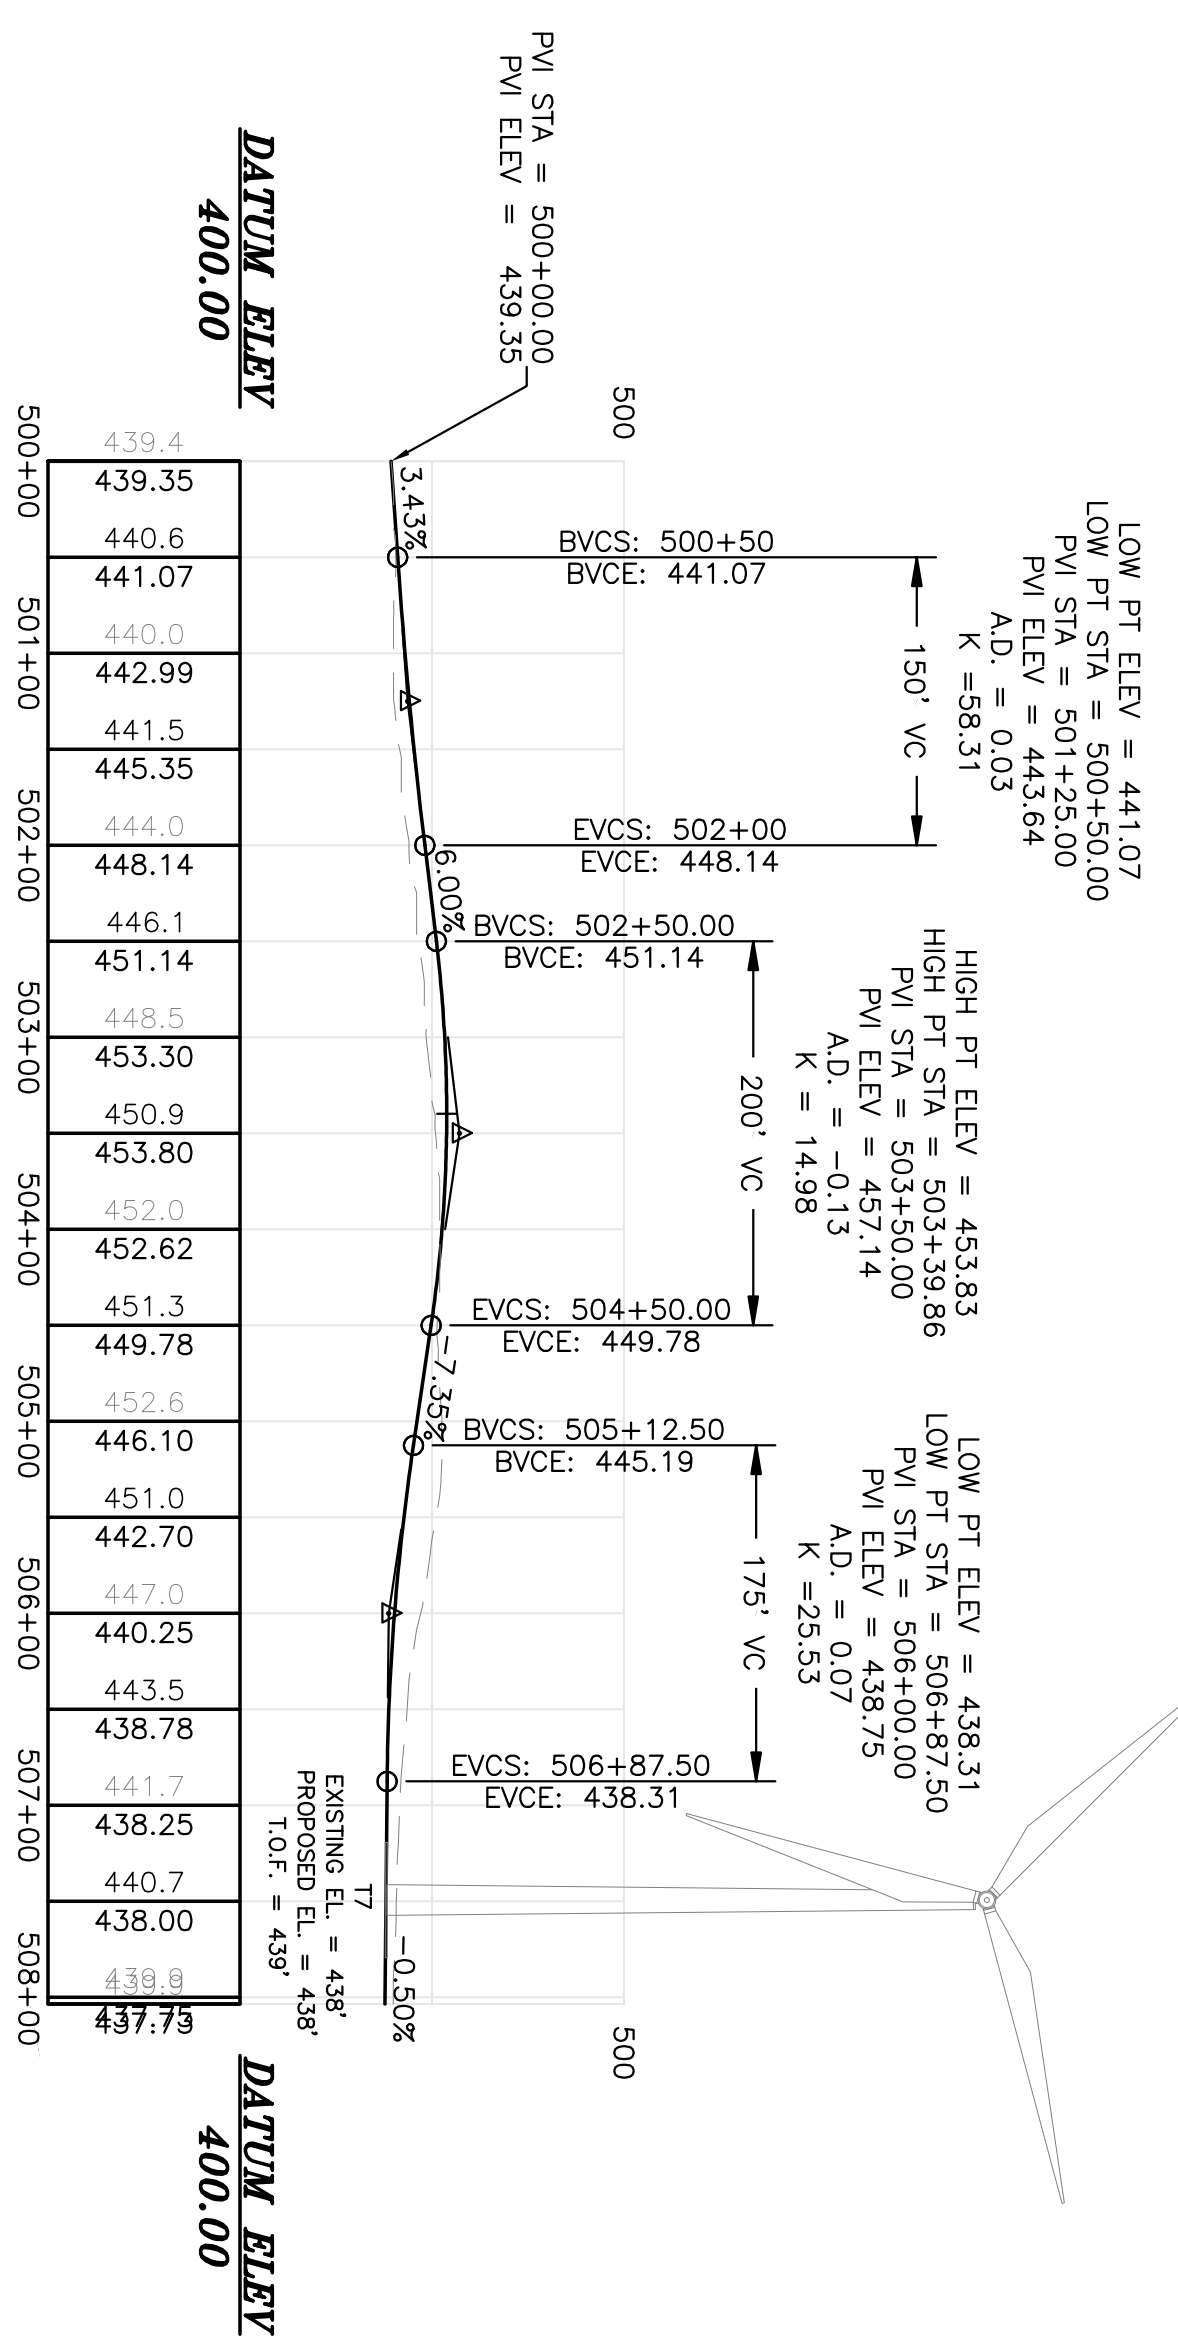 PVI STA = 500+00.00
PVI ELEV = 439.35
LOW PT ELEV = 441.07
LOW PT STA = 500+50.00
PVI STA = 501+25.00
PVI ELEV = 443.64
A.D. = 0.03
K =58.31
150' VC
BVCS: 500+50
BVCE: 441.07
EVCS: 502+00
EVCE: 448.14
HIGH PT ELEV = 453.83
HIGH PT STA = 503+39.86
PVI STA = 503+50.00
PVI ELEV = 457.14
A.D. = -0.13
K = 14.98
200' VC
BVCS: 502+50.00
BVCE: 451.14
EVCS: 504+50.00
EVCE: 449.78
LOW PT ELEV = 438.31
LOW PT STA = 506+87.50
PVI STA = 506+00.00
PVI ELEV = 438.75
A.D. = 0.07
K =25.53
175' VC
BVCS: 505+12.50
BVCE: 445.19
EVCS: 506+87.50
EVCE: 438.31
500
500
3.43%
6.00%
-7.35%
-0.50%
T7
EXISTING EL. = 438'
PROPOSED EL. = 438'
T.O.F. = 439'
DATUM ELEV
400.00
DATUM ELEV
400.00
439.4
439.35
440.6
441.07
440.0
442.99
441.5
445.35
444.0
448.14
446.1
451.14
448.5
453.30
450.9
453.80
452.0
452.62
451.3
449.78
452.6
446.10
451.0
442.70
447.0
440.25
443.5
438.78
441.7
438.25
440.7
438.00
439.9
437.75
500+00
501+00
502+00
503+00
504+00
505+00
506+00
507+00
508+00